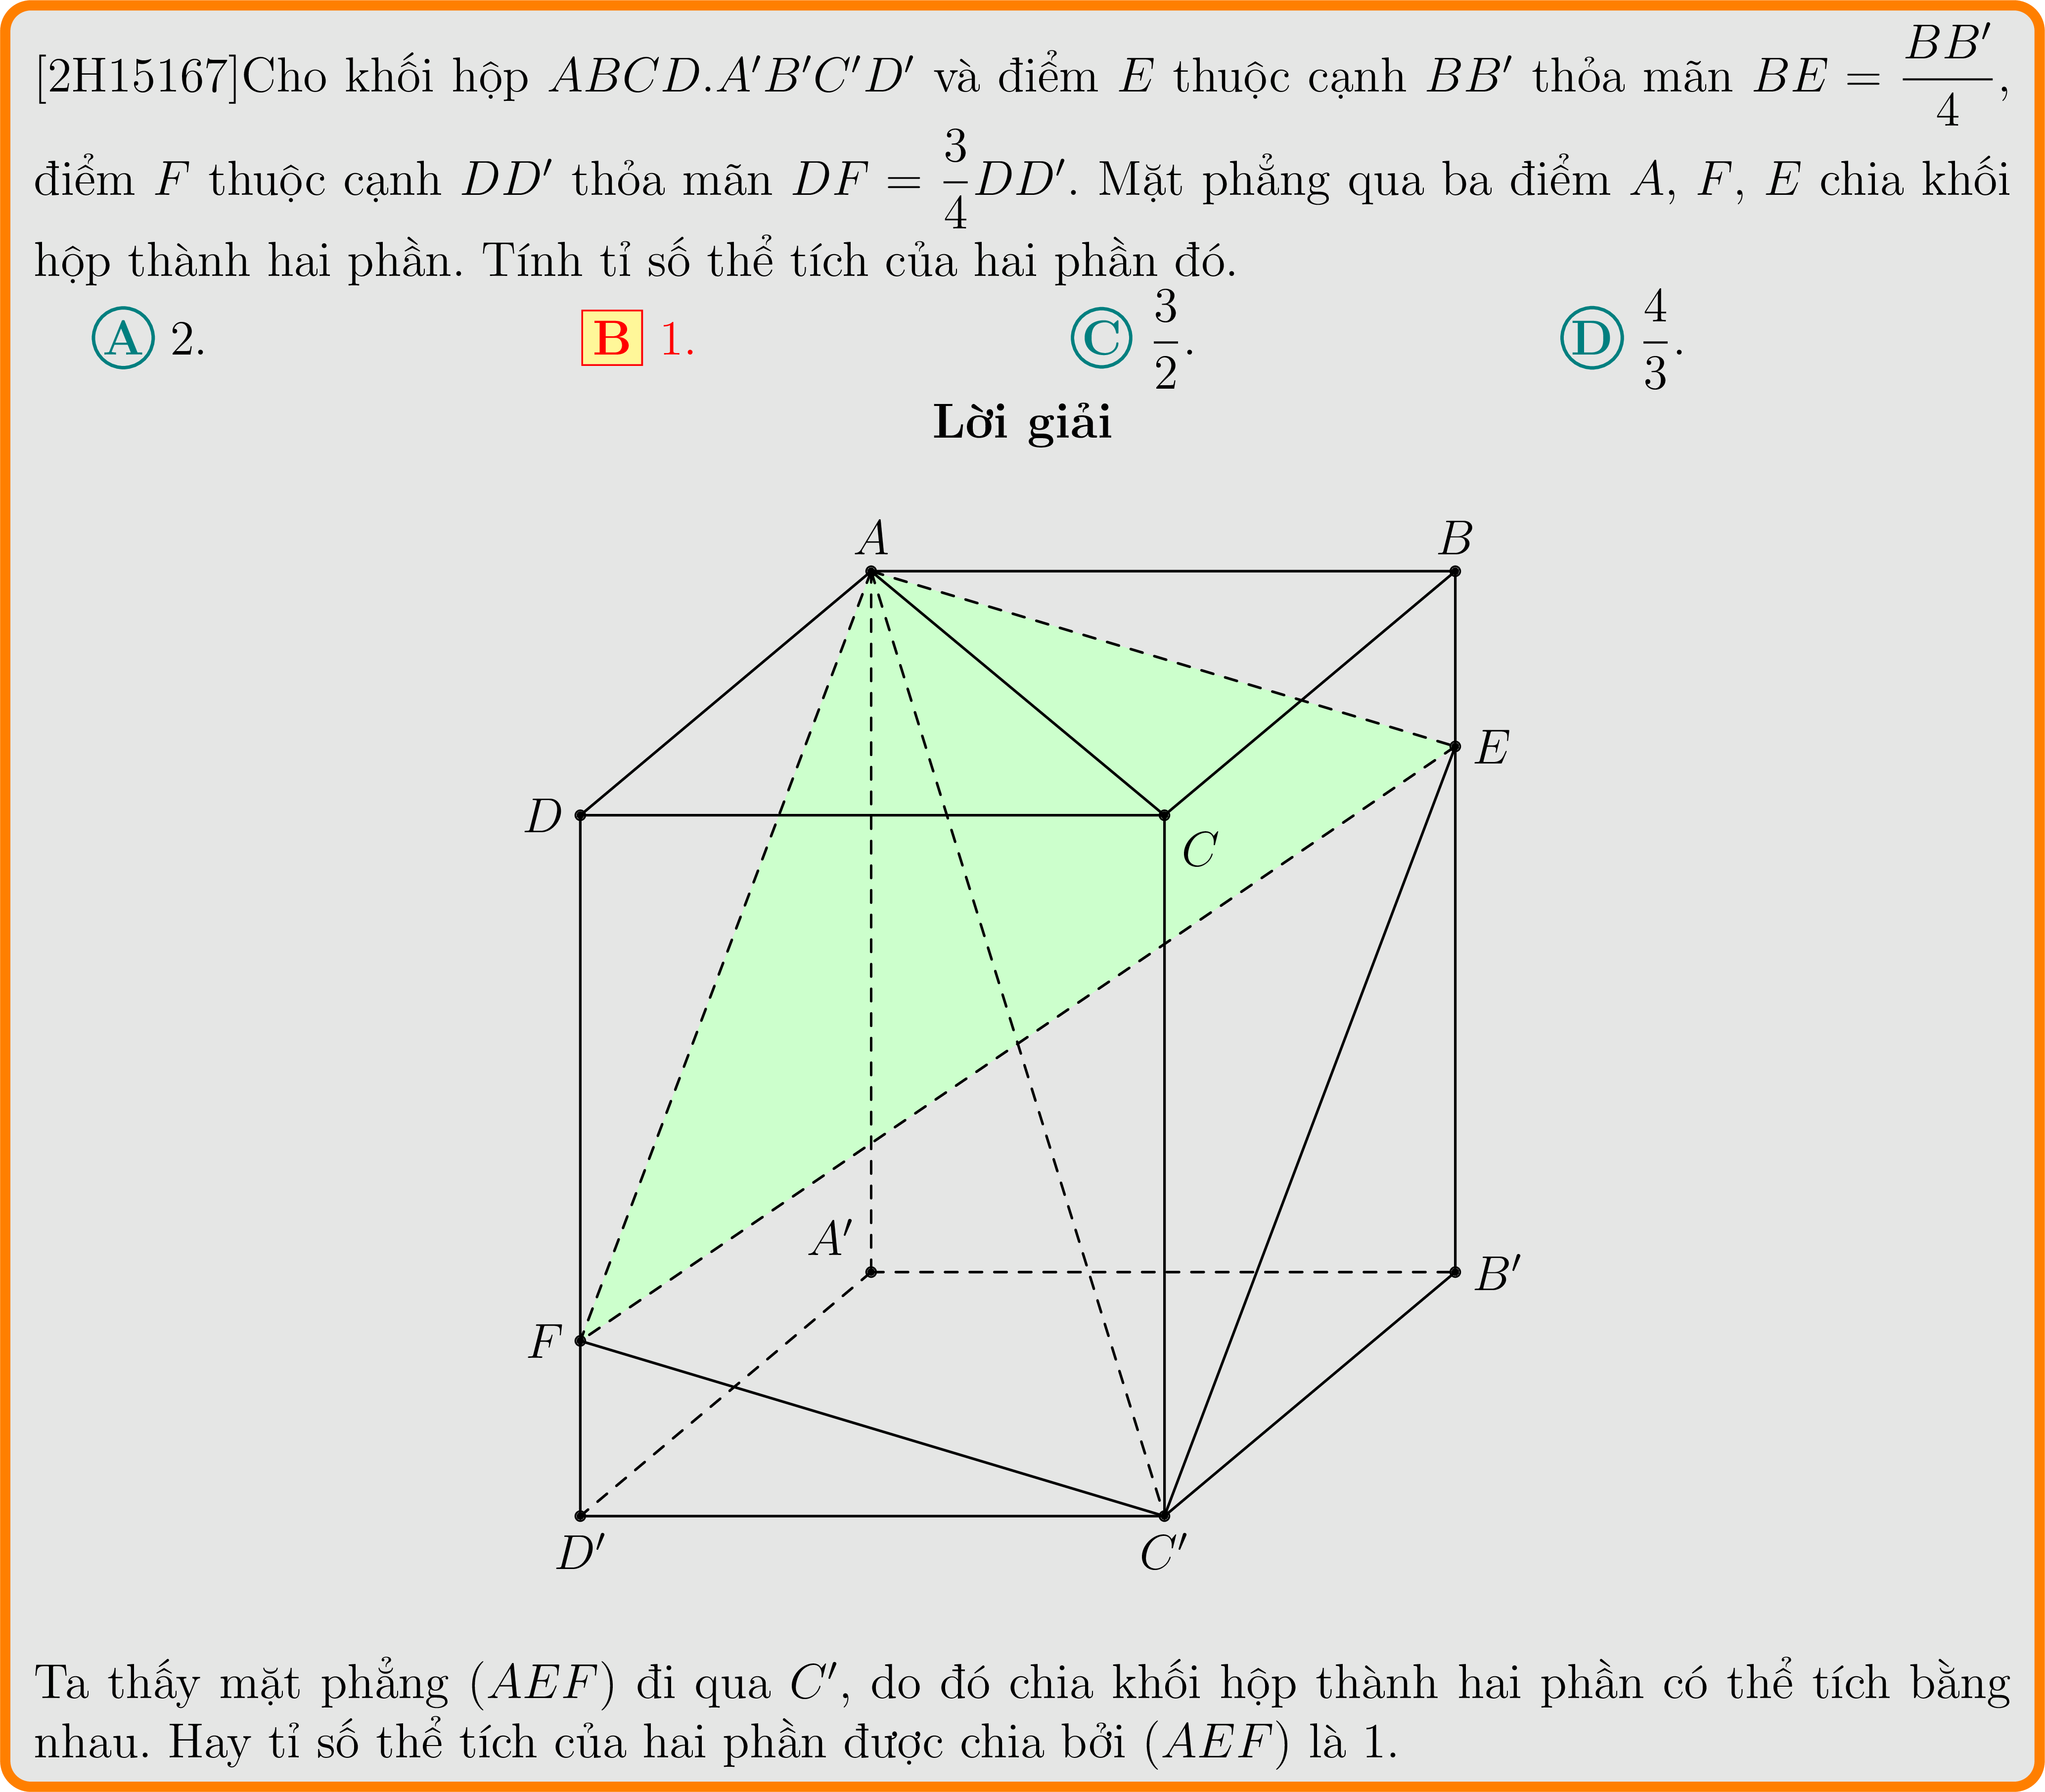 [2H15167]Cho khối hộp ABCD.A′B′C′D′ và điểm E thuộc cạnh BB′ thỏa mãn BE = BB′/4,
điểm F thuộc cạnh DD′ thỏa mãn DF = 3/4 DD′. Mặt phẳng qua ba điểm A, F, E chia khối
hộp thành hai phần. Tính tỉ số thể tích của hai phần đó.
A 2. B 1. C 3/2. D 4/3.
Lời giải
A B
E
D
C
A′
B′
F
D′ C′
Ta thấy mặt phẳng (AEF) đi qua C′, do đó chia khối hộp thành hai phần có thể tích bằng
nhau. Hay tỉ số thể tích của hai phần được chia bởi (AEF) là 1.